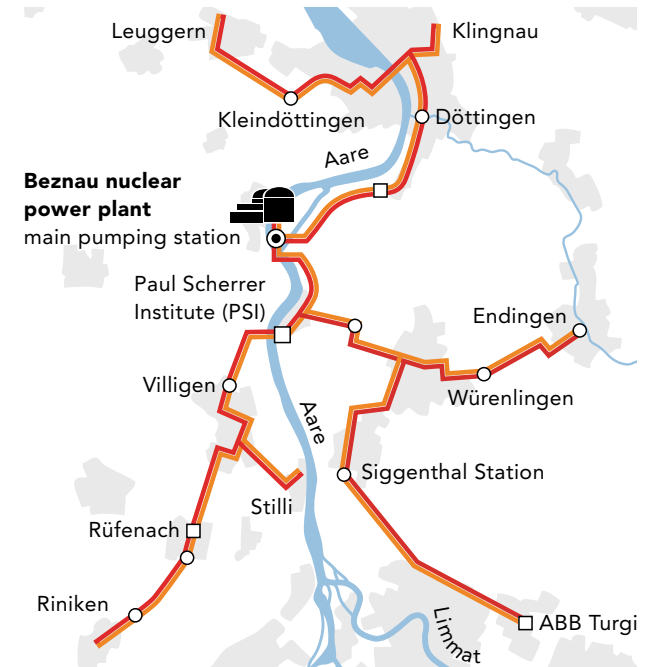 Leuggern
Klingnau
Kleindöttingen
Döttingen
Aare
Beznau nuclear
power plant
main pumping station
Paul Scherrer
Institute (PSI)
Endingen
Villigen
Würenlingen
Aare
Siggenthal Station
Stilli
Rüfenach
Riniken
Limmat
ABB Turgi